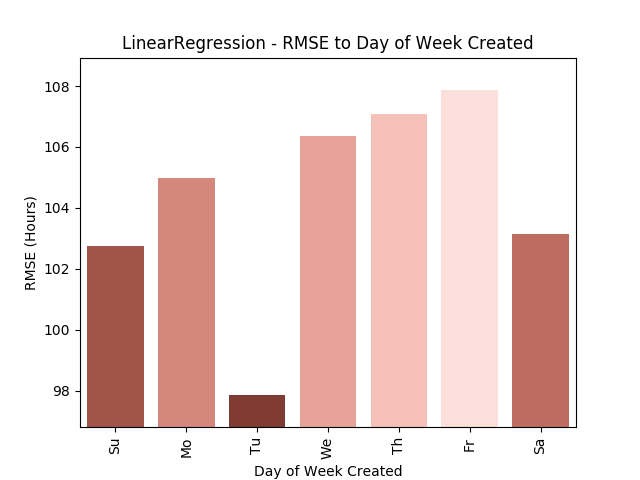 LinearRegression - RMSE to Day of Week Created
108
106
104
102
100
98
RMSE (Hours)
Su
Mo
Tu
We
Th
Fr
Sa
Day of Week Created